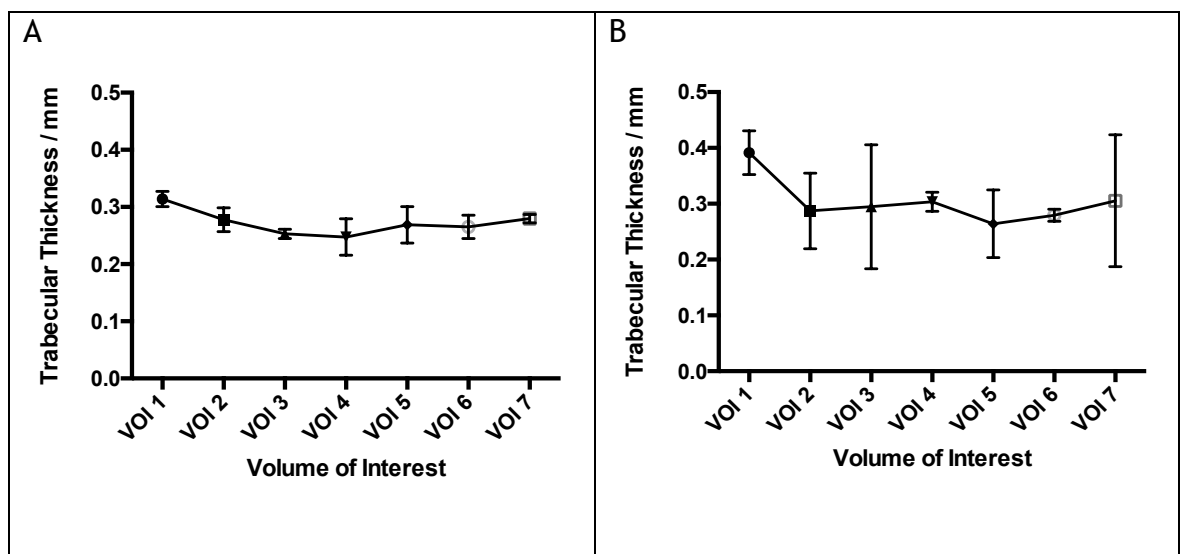 A
Trabecular Thickness / mm
0.5
0.4
0.3
0.2
0.1
0.0
VOI 1
VOI 2
VOI 3
VOI 4
VOI 5
VOI 6
VOI 7
Volume of Interest
B
Trabecular Thickness / mm
0.5
0.4
0.3
0.2
0.1
0.0
VOI 1
VOI 2
VOI 3
VOI 4
VOI 5
VOI 6
VOI 7
Volume of Interest